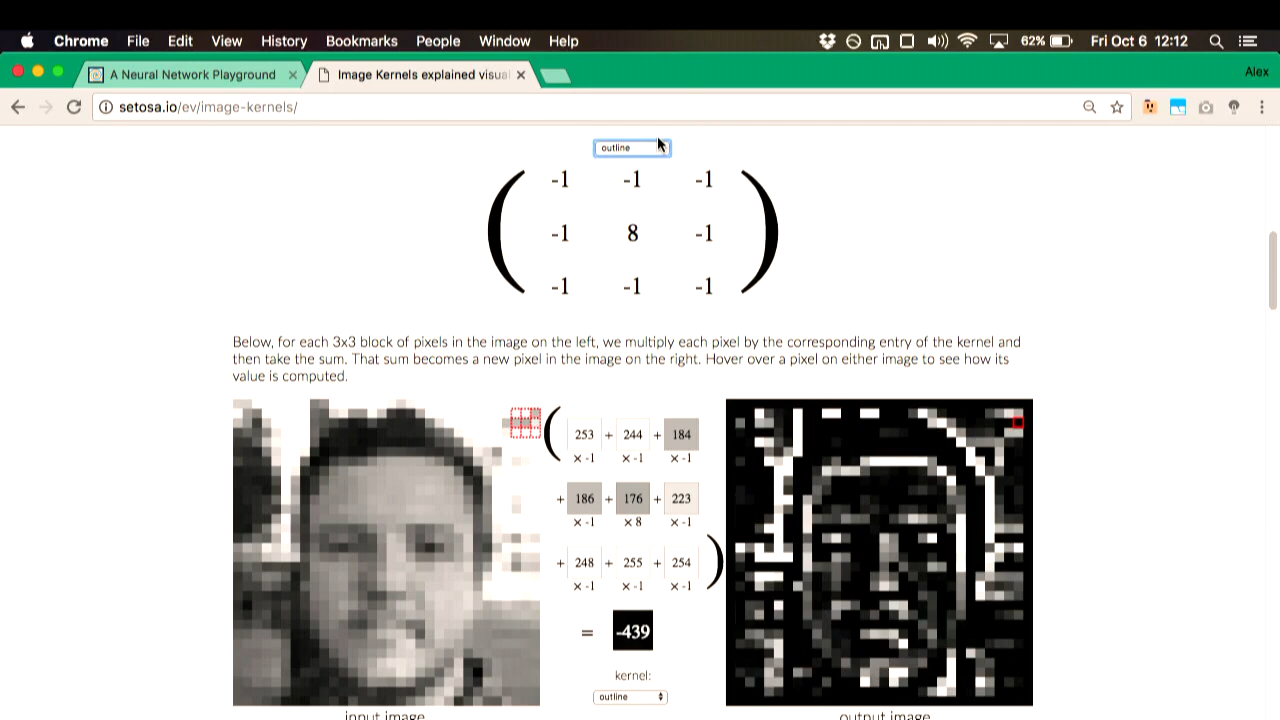 Chrome File Edit View History Bookmarks People Window Help 62% Fri Oct 6 12:12
A Neural Network Playground × Image Kernels explained visua × Alex
setosa.io/ev/image-kernels/
outline
-1 -1 -1
-1 8 -1
-1 -1 -1
Below, for each 3x3 block of pixels in the image on the left, we multiply each pixel by the corresponding entry of the kernel and
then take the sum. That sum becomes a new pixel in the image on the right. Hover over a pixel on either image to see how its
value is computed.
( 253 + 244 + 184
× -1 × -1 × -1
+ 186 + 176 + 223
× -1 × 8 × -1
+ 248 + 255 + 254 )
× -1 × -1 × -1
= -439
kernel:
outline
input image output image